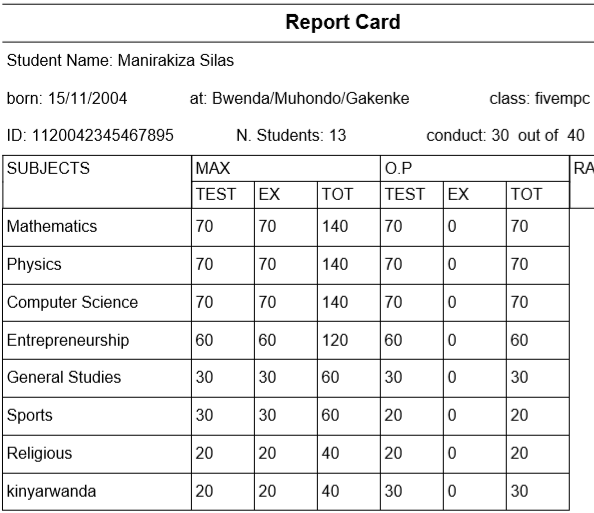 Report Card
Student Name: Manirakiza Silas
born: 15/11/2004 at: Bwenda/Muhondo/Gakenke class: fivempc
ID: 1120042345467895 N. Students: 13 conduct: 30 out of 40
SUBJECTS MAX O.P RA
TEST EX TOT TEST EX TOT
Mathematics 70 70 140 70 0 70
Physics 70 70 140 70 0 70
Computer Science 70 70 140 70 0 70
Entrepreneurship 60 60 120 60 0 60
General Studies 30 30 60 30 0 30
Sports 30 30 60 20 0 20
Religious 20 20 40 20 0 20
kinyarwanda 20 20 40 30 0 30